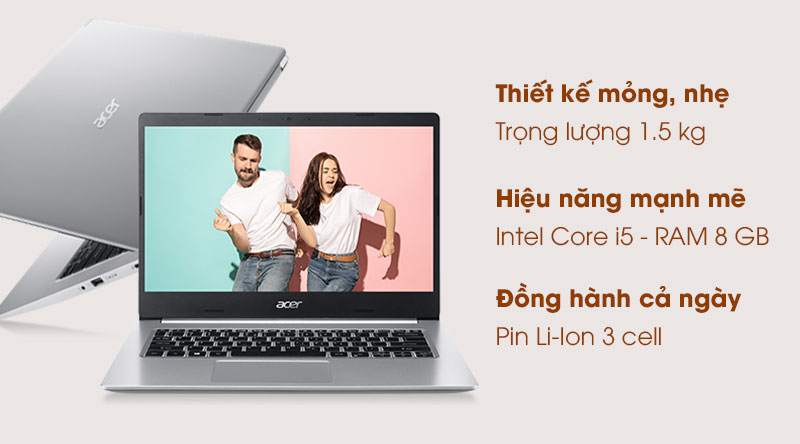 acer
acer
Thiết kế mỏng, nhẹ
Trọng lượng 1.5 kg
Hiệu năng mạnh mẽ
Intel Core i5 - RAM 8 GB
Đồng hành cả ngày
Pin Li-Ion 3 cell